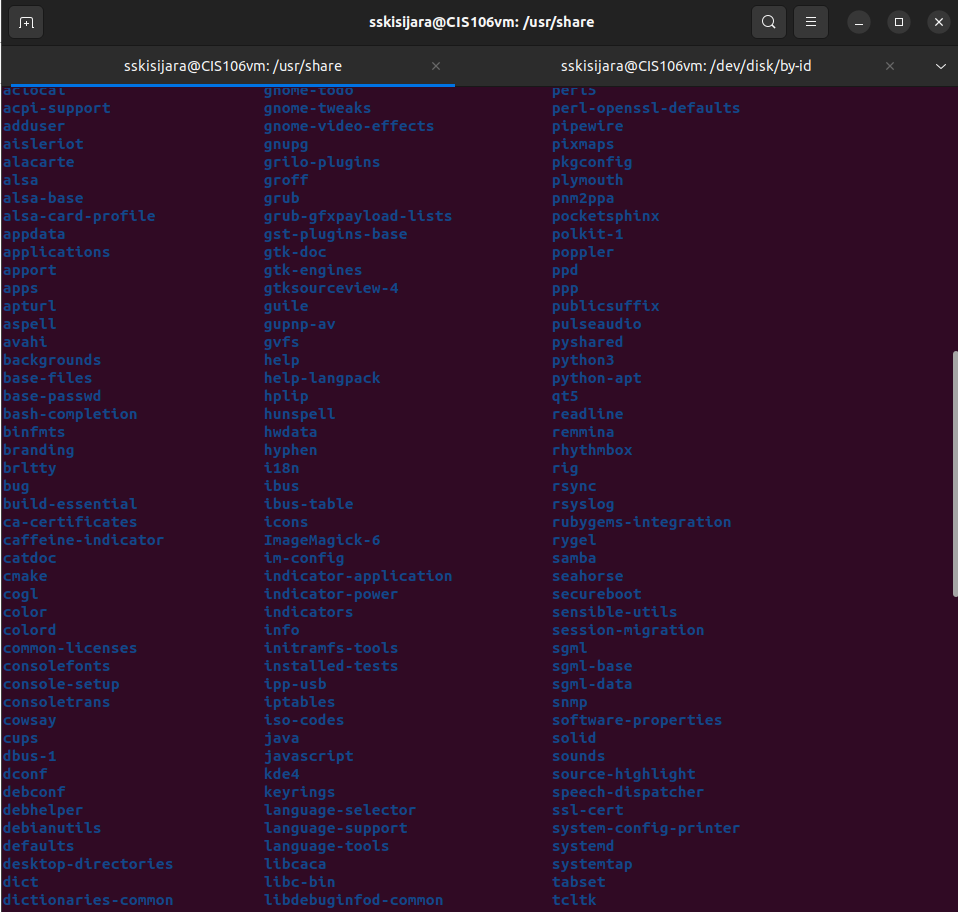 sskisijara@CIS106vm: /usr/share
sskisijara@CIS106vm: /usr/share sskisijara@CIS106vm: /dev/disk/by-id
aclocal gnome-todo perl5
acpi-support gnome-tweaks perl-openssl-defaults
adduser gnome-video-effects pipewire
aisleriot gnupg pixmaps
alacarte grilo-plugins pkgconfig
alsa groff plymouth
alsa-base grub pnm2ppa
alsa-card-profile grub-gfxpayload-lists pocketsphinx
appdata gst-plugins-base polkit-1
applications gtk-doc poppler
apport gtk-engines ppd
apps gtksourceview-4 ppp
apturl guile publicsuffix
aspell gupnp-av pulseaudio
avahi gvfs pyshared
backgrounds help python3
base-files help-langpack python-apt
base-passwd hplip qt5
bash-completion hunspell readline
binfmts hwdata remmina
branding hyphen rhythmbox
brltty i18n rig
bug ibus rsync
build-essential ibus-table rsyslog
ca-certificates icons rubygems-integration
caffeine-indicator ImageMagick-6 rygel
catdoc im-config samba
cmake indicator-application seahorse
cogl indicator-power secureboot
color indicators sensible-utils
colord info session-migration
common-licenses initramfs-tools sgml
consolefonts installed-tests sgml-base
console-setup ipp-usb sgml-data
consoletrans iptables snmp
cowsay iso-codes software-properties
cups java solid
dbus-1 javascript sounds
dconf kde4 source-highlight
debconf keyrings speech-dispatcher
debhelper language-selector ssl-cert
debianutils language-support system-config-printer
defaults language-tools systemd
desktop-directories libcaca systemtap
dict libc-bin tabset
dictionaries-common libdebuginfod-common tcltk